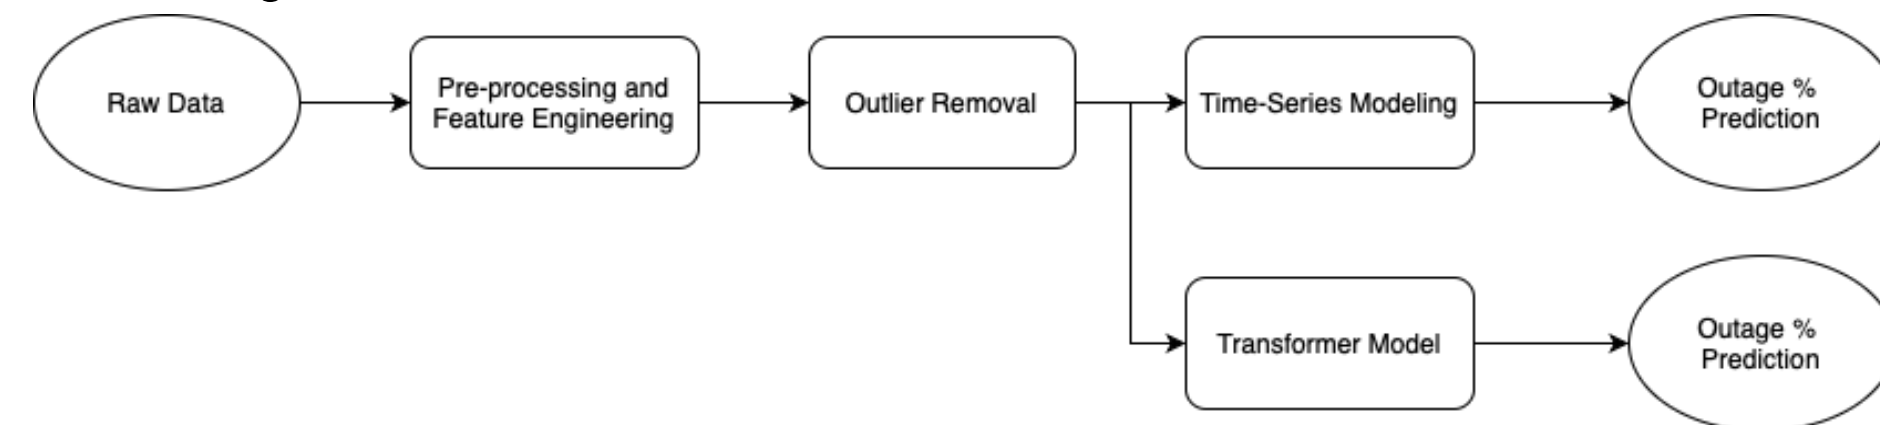 Raw Data
Pre-processing and
Feature Engineering
Outlier Removal
Time-Series Modeling
Outage %
Prediction
Transformer Model
Outage %
Prediction